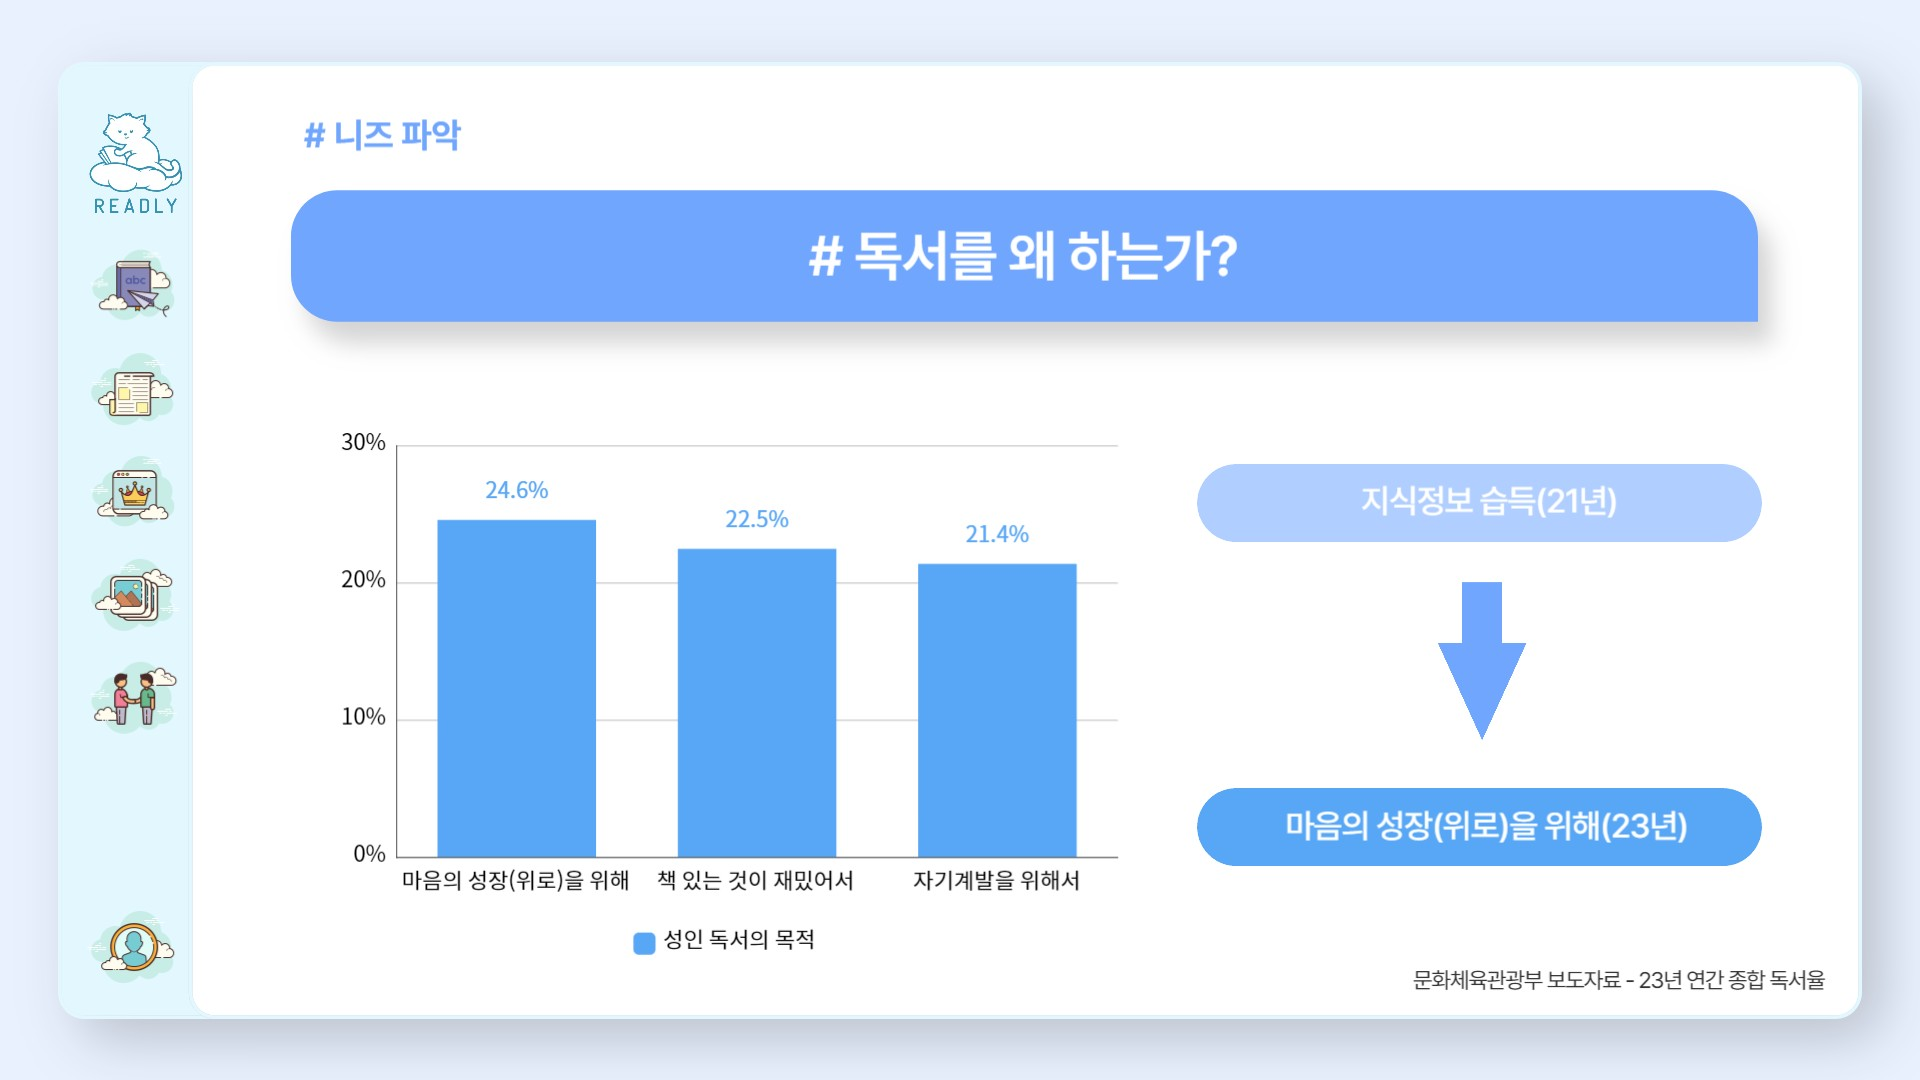 READLY
abc
# 니즈 파악
# 독서를 왜 하는가?
30%
20%
10%
0%
24.6%
22.5%
21.4%
마음의 성장(위로)을 위해
책 있는 것이 재밌어서
자기계발을 위해서
성인 독서의 목적
지식정보 습득(21년)
마음의 성장(위로)을 위해(23년)
문화체육관광부 보도자료 - 23년 연간 종합 독서율